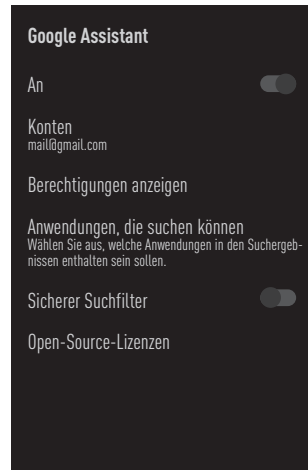 Google Assistant
An
Konten
mail@gmail.com
Berechtigungen anzeigen
Anwendungen, die suchen können
Wählen Sie aus, welche Anwendungen in den Suchergeb-
nissen enthalten sein sollen.
Sicherer Suchfilter
Open-Source-Lizenzen